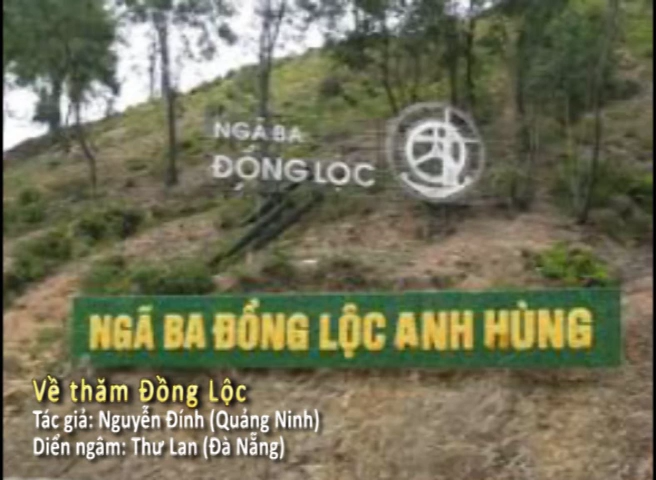 NGÃ BA
ĐỒNG LỘC
NGÃ BA ĐỒNG LỘC ANH HÙNG
Về thăm Đồng Lộc
Tác giả: Nguyễn Đính (Quảng Ninh)
Diển ngâm: Thư Lan (Đà Nẵng)